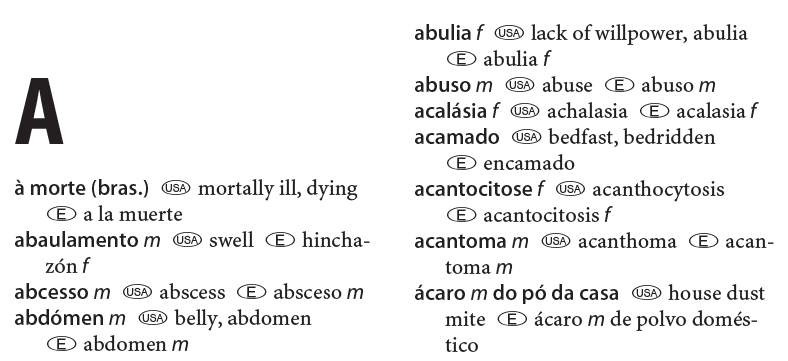 A
à morte (bras.) USA mortally ill, dying
E a la muerte
abaulamento m USA swell E hincha-
zón f
abcesso m USA abscess E absceso m
abdómen m USA belly, abdomen
E abdomen m
abulia f USA lack of willpower, abulia
E abulia f
abuso m USA abuse E abuso m
acalásia f USA achalasia E acalasia f
acamado USA bedfast, bedridden
E encamado
acantocitose f USA acanthocytosis
E acantocitosis f
acantoma m USA acanthoma E acan-
toma m
ácaro m do pó da casa USA house dust
mite E ácaro m de polvo domés-
tico